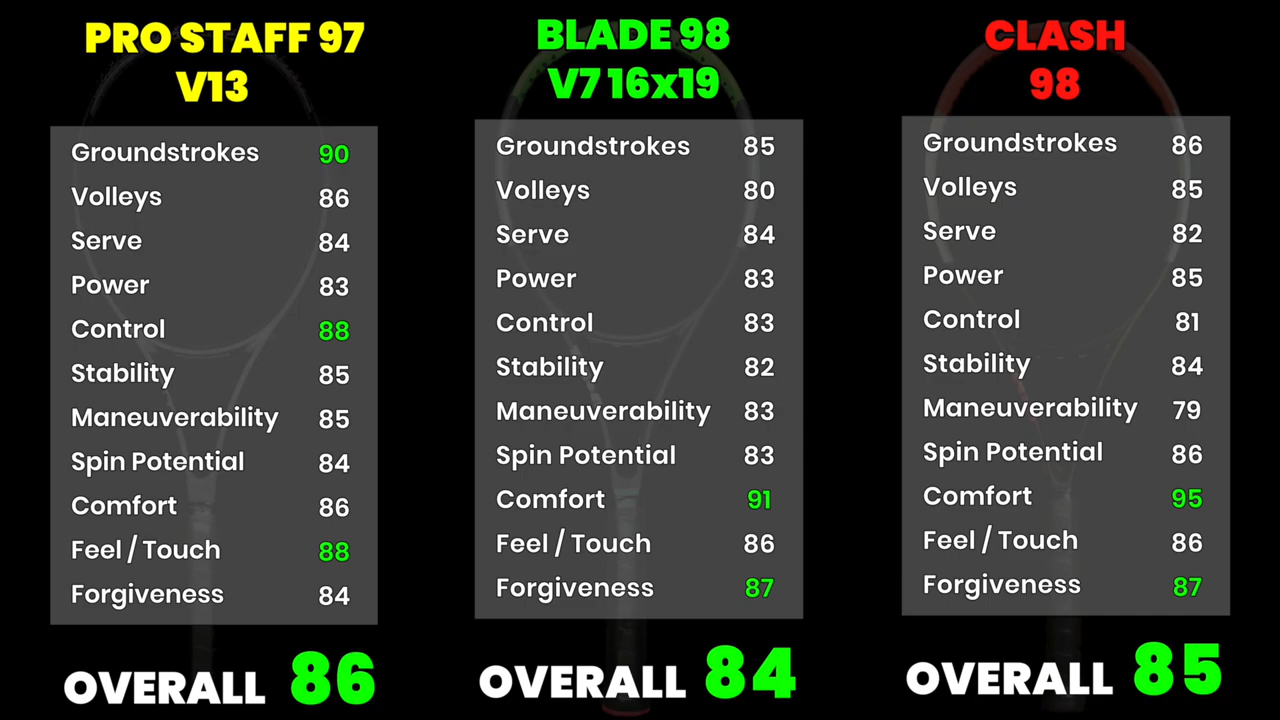 PRO STAFF 97
V13
Groundstrokes 90
Volleys 86
Serve 84
Power 83
Control 88
Stability 85
Maneuverability 85
Spin Potential 84
Comfort 86
Feel / Touch 88
Forgiveness 84
OVERALL 86
BLADE 98
V7 16x19
Groundstrokes 85
Volleys 80
Serve 84
Power 83
Control 83
Stability 82
Maneuverability 83
Spin Potential 83
Comfort 91
Feel / Touch 86
Forgiveness 87
OVERALL 84
CLASH
98
Groundstrokes 86
Volleys 85
Serve 82
Power 85
Control 81
Stability 84
Maneuverability 79
Spin Potential 86
Comfort 95
Feel / Touch 86
Forgiveness 87
OVERALL 85